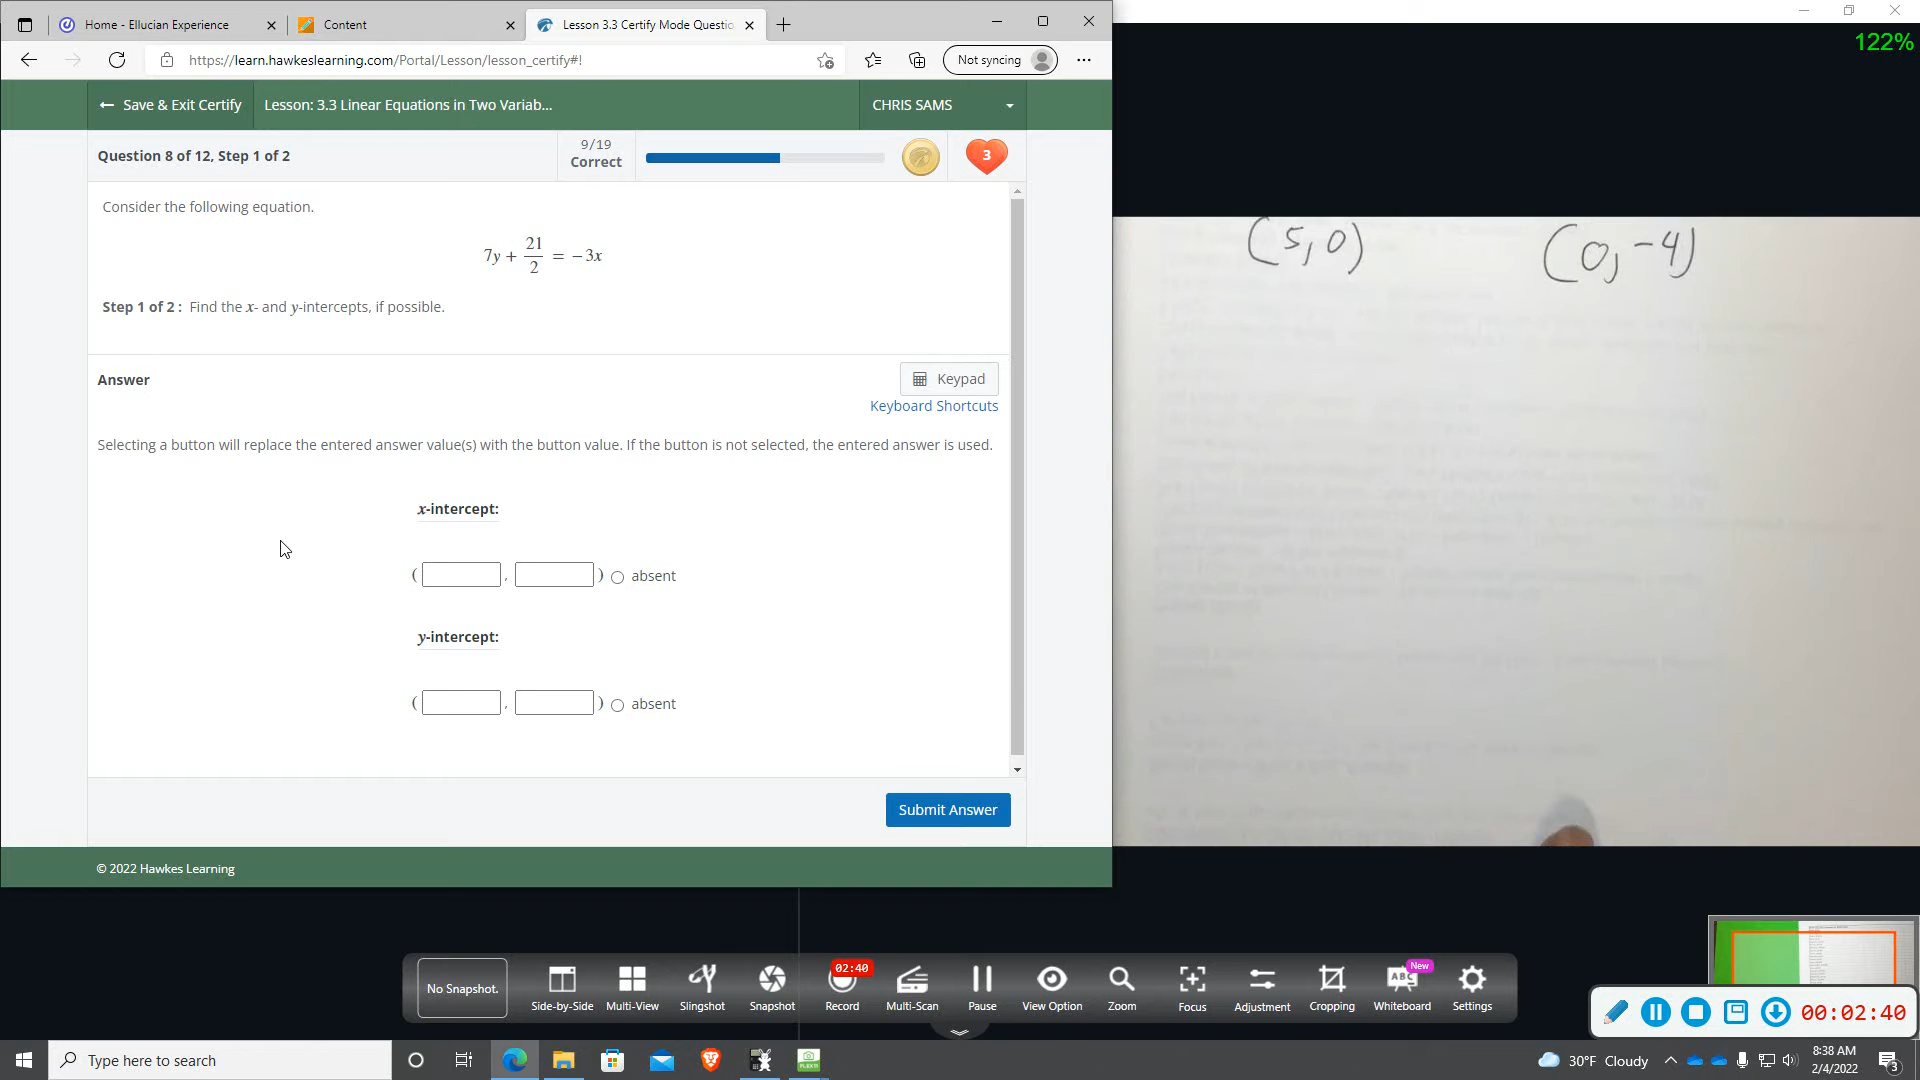 Home - Ellucian Experience
Content
Lesson 3.3 Certify Mode Questio
122%
https://learn.hawkeslearning.com/Portal/Lesson/lesson_certify#!
Not syncing
← Save & Exit Certify
Lesson: 3.3 Linear Equations in Two Variab...
CHRIS SAMS
Question 8 of 12, Step 1 of 2
9/19
Correct
3
Consider the following equation.
7y + 21/2 = −3x
Step 1 of 2 : Find the x- and y-intercepts, if possible.
(5, 0)
(0, -4)
Answer
Keypad
Keyboard Shortcuts
Selecting a button will replace the entered answer value(s) with the button value. If the button is not selected, the entered answer is used.
x-intercept:
( , ) absent
y-intercept:
( , ) absent
Submit Answer
© 2022 Hawkes Learning
No Snapshot.
Side-by-Side
Multi-View
Slingshot
Snapshot
02:40
Record
Multi-Scan
Pause
View Option
Zoom
Focus
Adjustment
Cropping
New
ABC
Whiteboard
Settings
00:02:40
Type here to search
30°F Cloudy
8:38 AM
2/4/2022
3